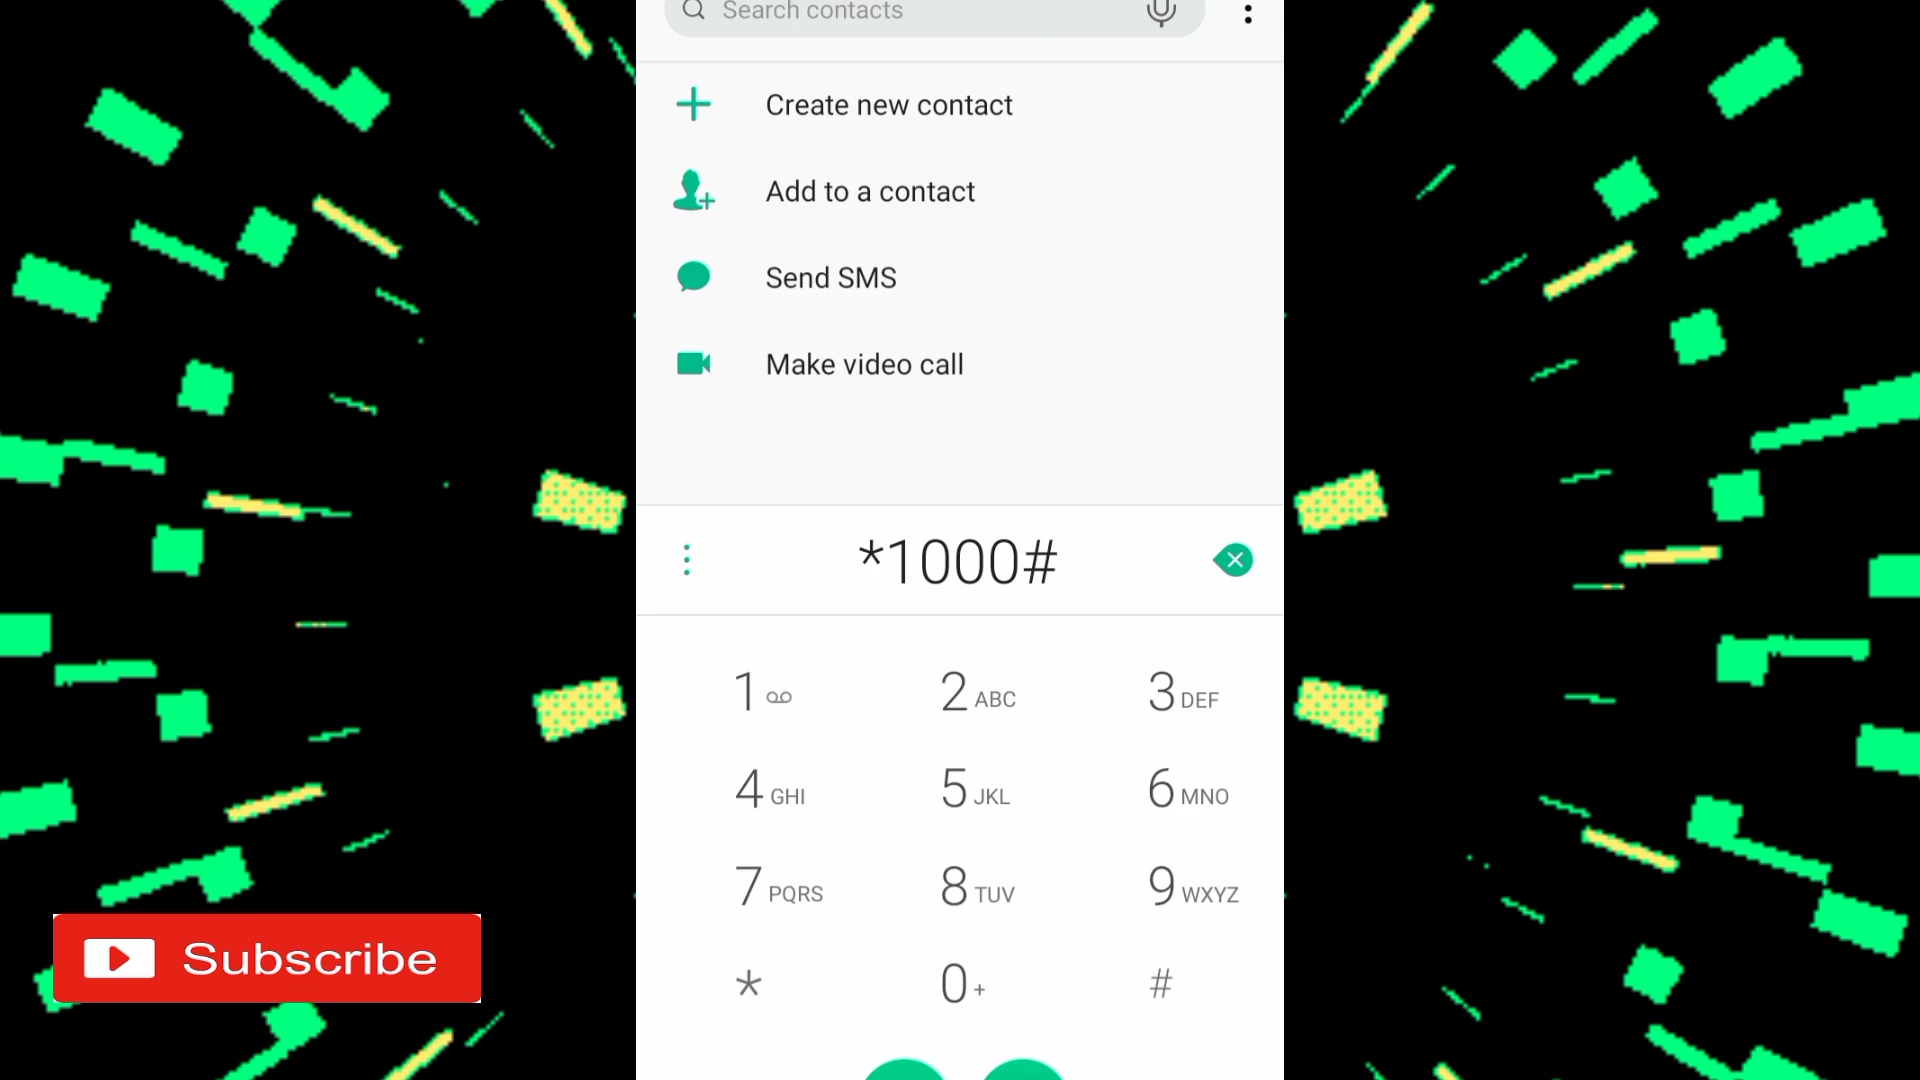 Search contacts
Create new contact
Add to a contact
Send SMS
Make video call
*1000#
1
2 ABC
3 DEF
4 GHI
5 JKL
6 MNO
7 PQRS
8 TUV
9 WXYZ
*
0 +
#
Subscribe